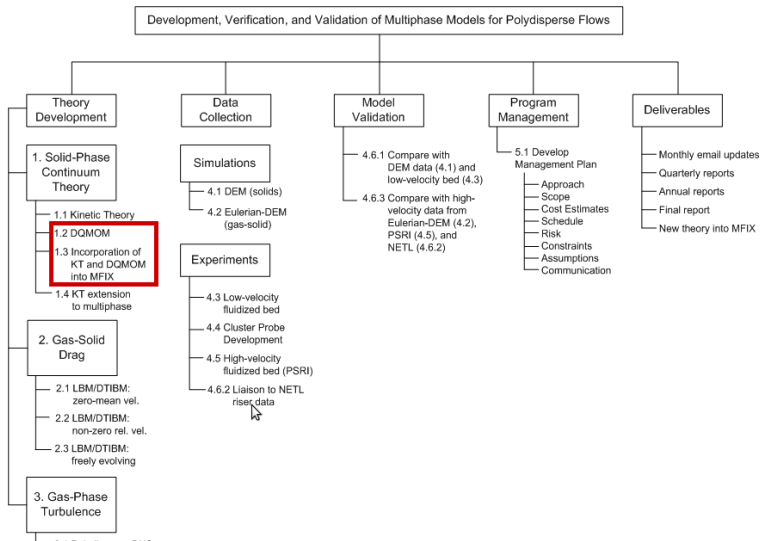 Development, Verification, and Validation of Multiphase Models for Polydisperse Flows
Theory
Development
1. Solid-Phase
Continuum
Theory
1.1 Kinetic Theory
1.2 DQMOM
1.3 Incorporation of
KT and DQMOM
into MFIX
1.4 KT extension
to multiphase
2. Gas-Solid
Drag
2.1 LBM/DTIBM:
zero-mean vel.
2.2 LBM/DTIBM:
non-zero rel. vel.
2.3 LBM/DTIBM:
freely evolving
3. Gas-Phase
Turbulence
Data
Collection
Simulations
4.1 DEM (solids)
4.2 Eulerian-DEM
(gas-solid)
Experiments
4.3 Low-velocity
fluidized bed
4.4 Cluster Probe
Development
4.5 High-velocity
fluidized bed (PSRI)
4.6.2 Liaison to NETL
riser data
Model
Validation
4.6.1 Compare with
DEM data (4.1) and
low-velocity bed (4.3)
4.6.3 Compare with high-
velocity data from
Eulerian-DEM (4.2),
PSRI (4.5), and
NETL (4.6.2)
Program
Management
5.1 Develop
Management Plan
Approach
Scope
Cost Estimates
Schedule
Risk
Constraints
Assumptions
Communication
Deliverables
Monthly email updates
Quarterly reports
Annual reports
Final report
New theory into MFIX